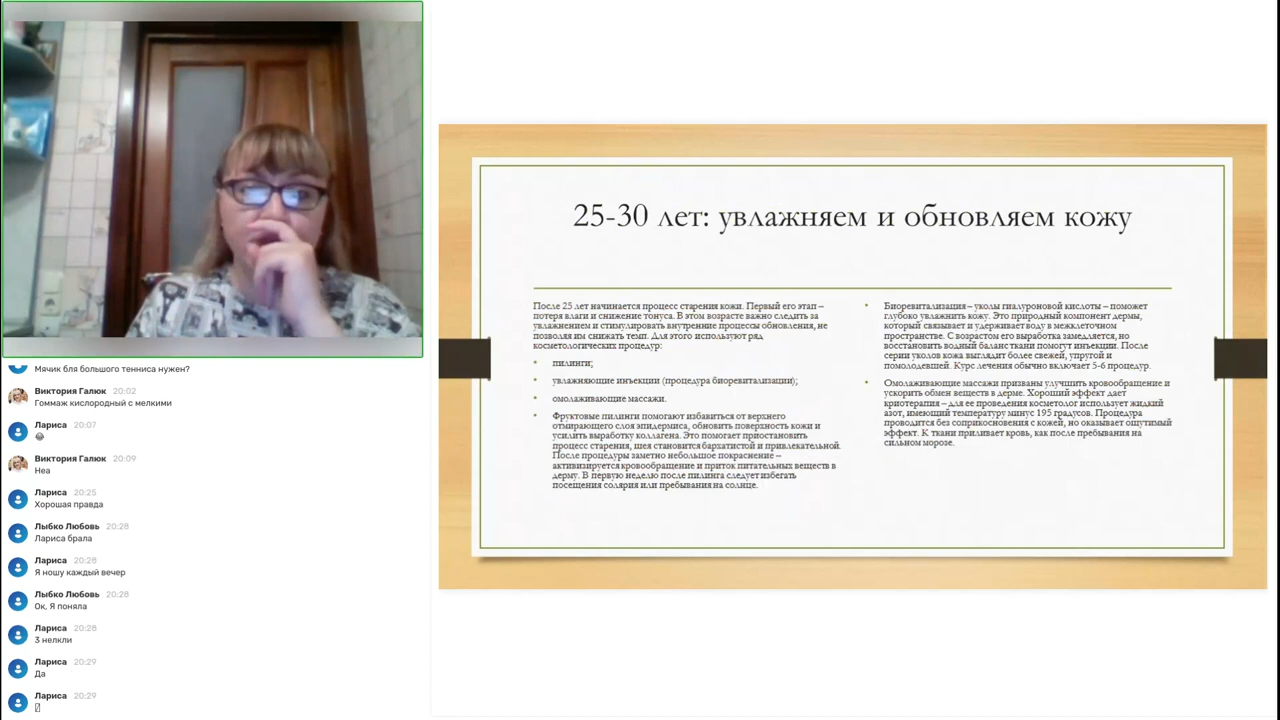 Мячик бля большого тенниса нужен?
Виктория Галюк 20:02
Гоммаж кислородный с мелкими
Лариса 20:07
😂
Виктория Галюк 20:09
Неа
Лариса 20:25
Хорошая правда
Лыбко Любовь 20:28
Лариса брала
Лариса 20:28
Я ношу каждый вечер
Лыбко Любовь 20:28
Ок, Я поняла
Лариса 20:28
3 нелкли
Лариса 20:29
Да
Лариса 20:29
25-30 лет: увлажняем и обновляем кожу
После 25 лет начинается процесс старения кожи. Первый его этап –
потеря влаги и снижение тонуса. В этом возрасте важно следить за
увлажнением и стимулировать внутренние процессы обновления, не
позволяя им снижать темп. Для этого используют ряд
косметологических процедур:
• пилинги;
• увлажняющие инъекции (процедура биоревитализации);
• омолаживающие массажи.
• Фруктовые пилинги помогают избавиться от верхнего
отмирающего слоя эпидермиса, обновить поверхность кожи и
усилить выработку коллагена. Это помогает приостановить
процесс старения, шея становится бархатистой и привлекательной.
После процедуры заметно небольшое покраснение –
активизируется кровообращение и приток питательных веществ в
дерму. В первую неделю после пилинга следует избегать
посещения солярия или пребывания на солнце.
• Биоревитализация – уколы гиалуроновой кислоты – поможет
глубоко увлажнить кожу. Это природный компонент дермы,
который связывает и удерживает воду в межклеточном
пространстве. С возрастом его выработка замедляется, но
восстановить водный баланс ткани помогут инъекции. После
серии уколов кожа выглядит более свежей, упругой и
помолодевшей. Курс лечения обычно включает 5-6 процедур.
• Омолаживающие массажи призваны улучшить кровообращение и
ускорить обмен веществ в дерме. Хороший эффект дает
криотерапия – для ее проведения косметолог использует жидкий
азот, имеющий температуру минус 195 градусов. Процедура
проводится без соприкосновения с кожей, но оказывает ощутимый
эффект. К ткани приливает кровь, как после пребывания на
сильном морозе.